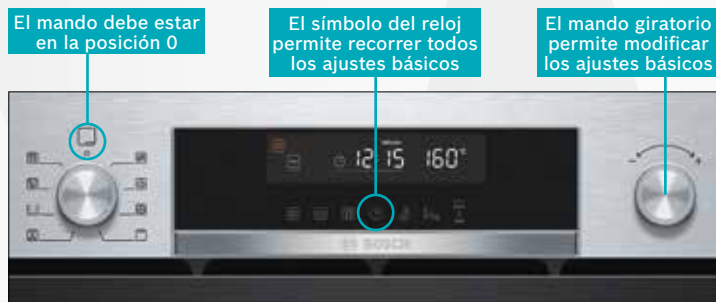 El mando debe estar
en la posición 0
El símbolo del reloj
permite recorrer todos
los ajustes básicos
El mando giratorio
permite modificar
los ajustes básicos
12:15 160°
- +
BOSCH